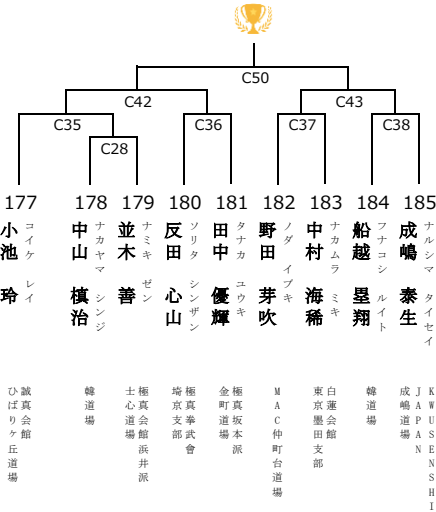 C50
C42
C43
C35
C36
C37
C38
C28
177
178
179
180
181
182
183
184
185
小池 玲
コイケ レイ
中山 槙治
ナカヤマ シンジ
並木 善
ナミキ ゼン
反田 心山
ソリタ シンザン
田中 優輝
タナカ ユウキ
野田 芽吹
ノダ イブキ
中村 海稀
ナカムラ ミキ
船越 塁翔
フナコシ ルイト
成嶋 泰生
ナルシマ タイセイ
誠真会館
ひばりケ丘道場
韓道場
極真会館浜井派
士心道場
極真拳武會
埼京支部
極真坂本派
金町道場
MAC仲町台道場
白蓮会館
東京墨田支部
韓道場
KWUSENSHI
JAPAN
成嶋道場